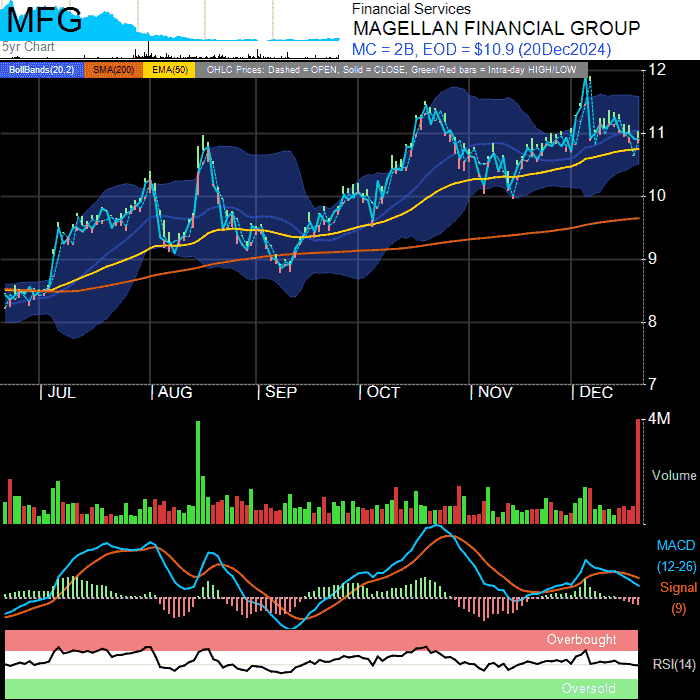 MFG
5yr Chart
Financial Services
MAGELLAN FINANCIAL GROUP
MC = 2B, EOD = $10.9 (20Dec2024)
BollBands(20,2) SMA(200) EMA(50) OHLC Prices: Dashed = OPEN, Solid = CLOSE, Green/Red bars = Intra-day HIGH/LOW
12
11
10
9
8
7
JUL AUG SEP OCT NOV DEC
4M
Volume
MACD
(12-26)
Signal
(9)
Overbought
RSI(14)
Oversold